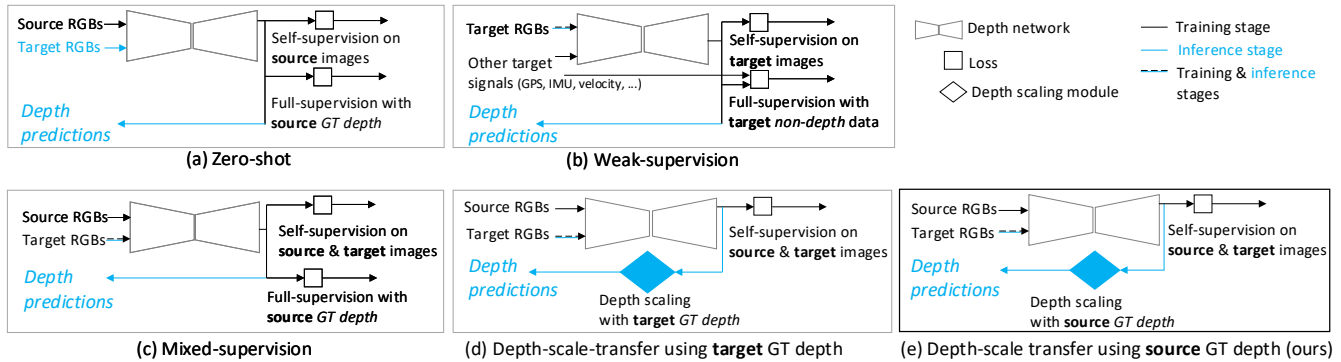 Source RGBs
Target RGBs
Self-supervision on
source images
Full-supervision with
source GT depth
Depth
predictions
(a) Zero-shot
Target RGBs
Other target
signals (GPS, IMU, velocity, ...)
Self-supervision on
target images
Full-supervision with
target non-depth data
Depth
predictions
(b) Weak-supervision
Depth network
Loss
Depth scaling module
Training stage
Inference stage
Training & inference
stages
Source RGBs
Target RGBs
Self-supervision on
source & target images
Depth
predictions
Full-supervision with
source GT depth
(c) Mixed-supervision
Source RGBs
Target RGBs
Self-supervision on
source & target images
Depth
predictions
Depth scaling
with target GT depth
(d) Depth-scale-transfer using target GT depth
Source RGBs
Target RGBs
Self-supervision on
source & target images
Depth
predictions
Depth scaling
with source GT depth
(e) Depth-scale transfer using source GT depth (ours)